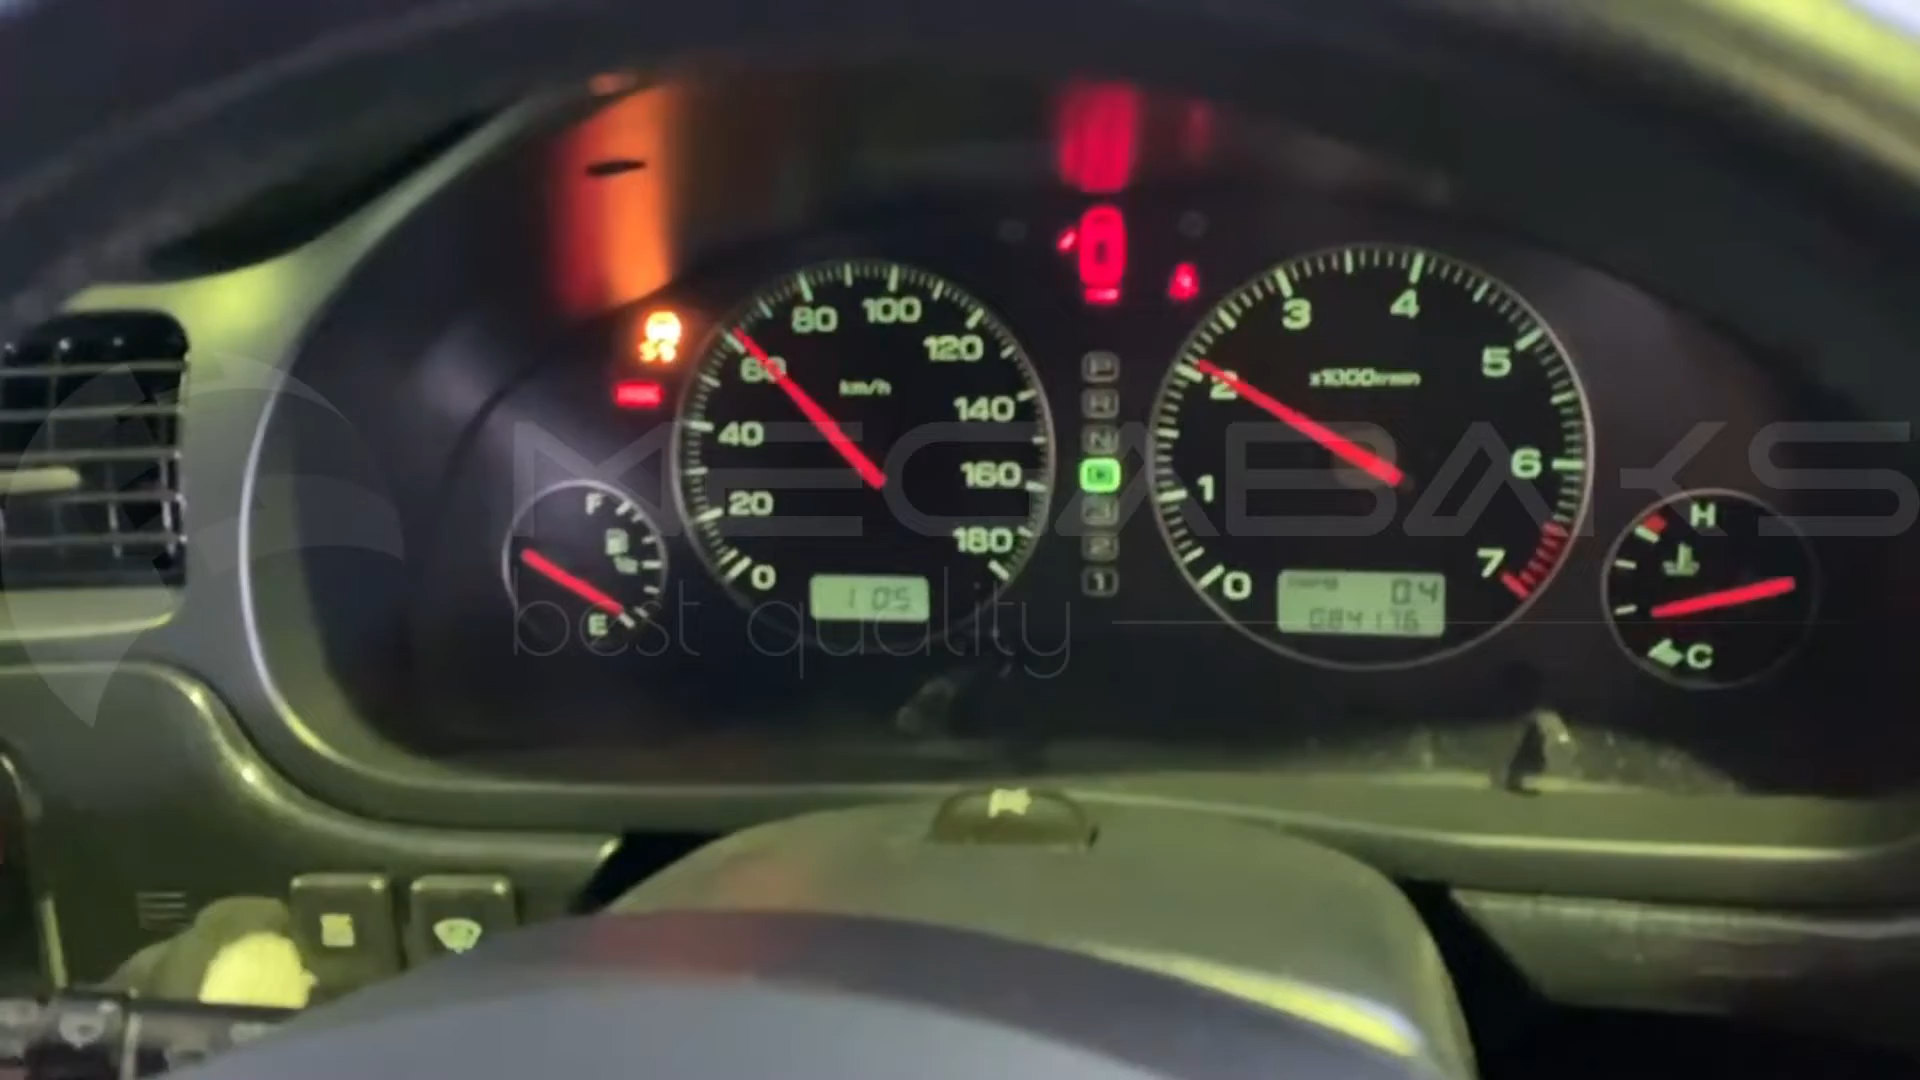 80 100
60 120
km/h
40 140
20 160
0 180
105
F
E
P
R
N
D
3
2
1
3 4
2 5
x1000r/min
1 6
0 7
04
084176
H
C
MEGABAKS
best quality